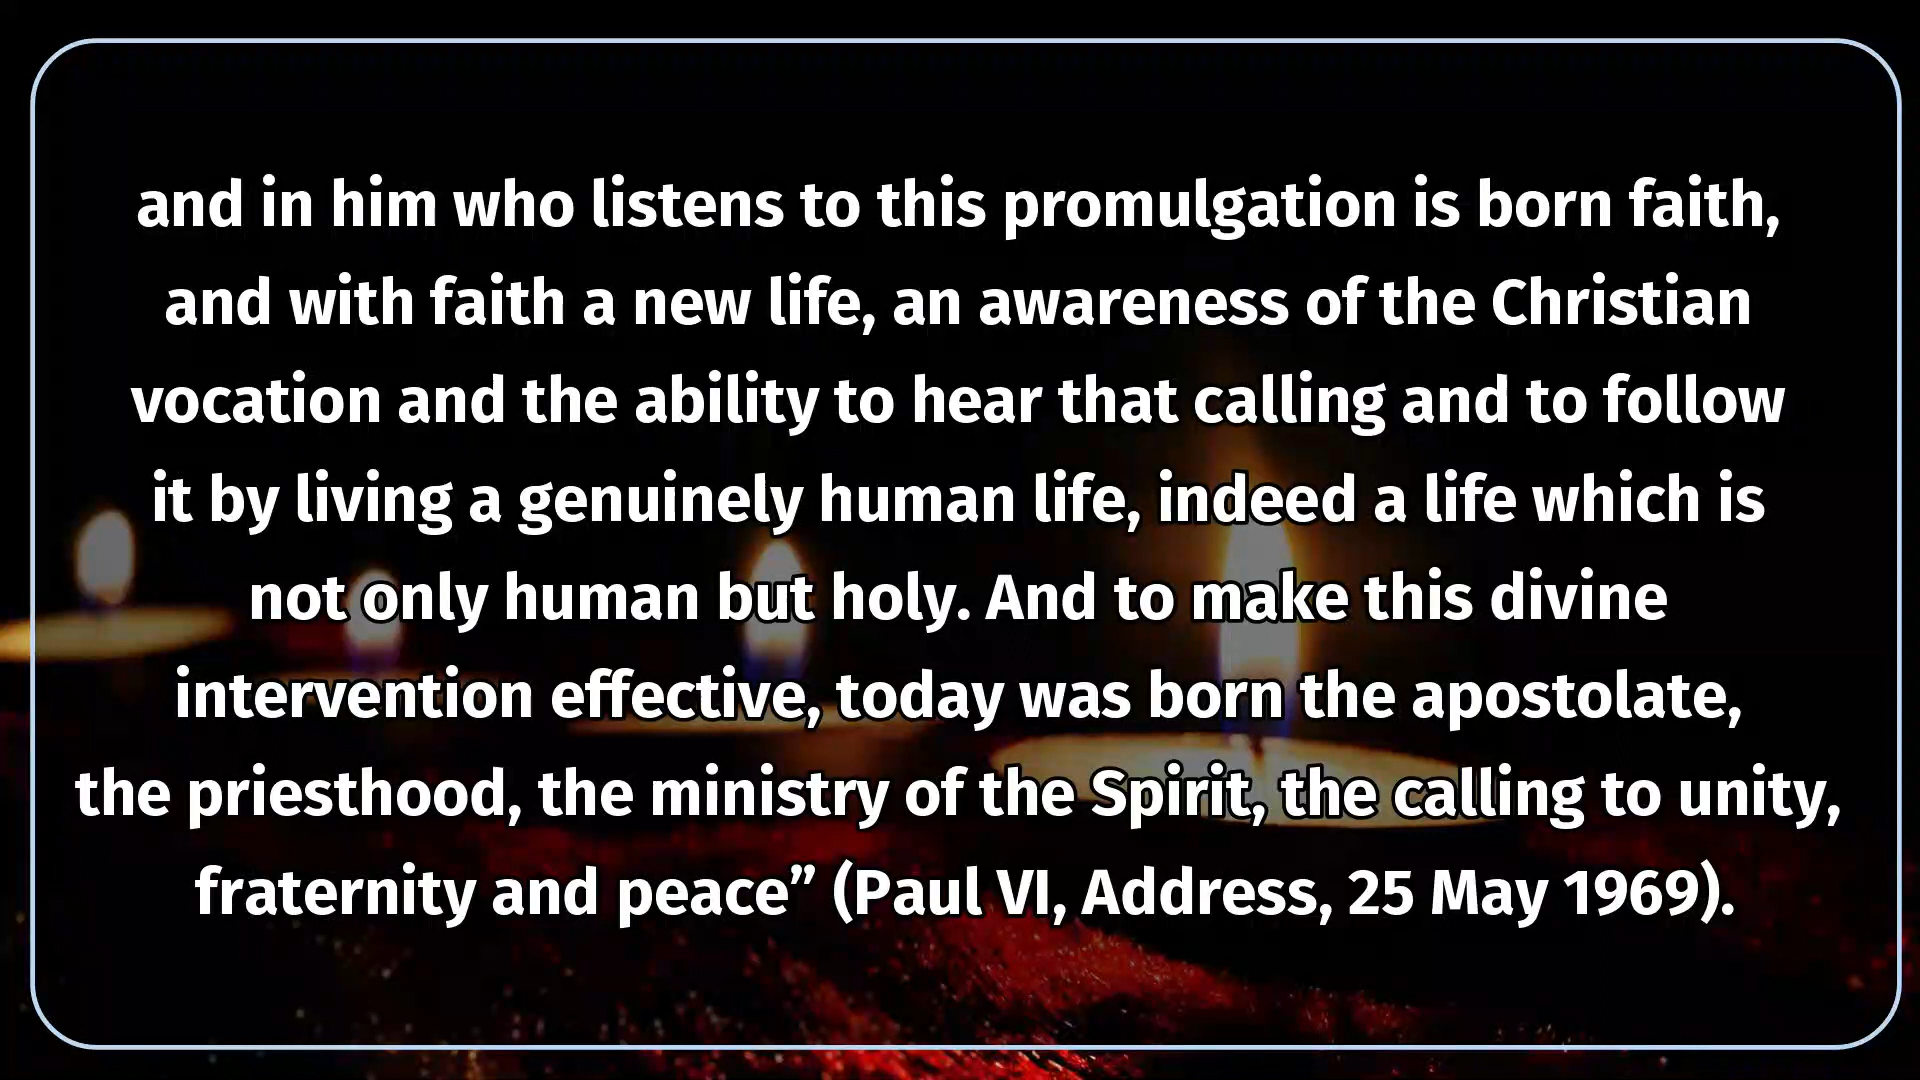 and in him who listens to this promulgation is born faith,
and with faith a new life, an awareness of the Christian
vocation and the ability to hear that calling and to follow
it by living a genuinely human life, indeed a life which is
not only human but holy. And to make this divine
intervention effective, today was born the apostolate,
the priesthood, the ministry of the Spirit, the calling to unity,
fraternity and peace” (Paul VI, Address, 25 May 1969).